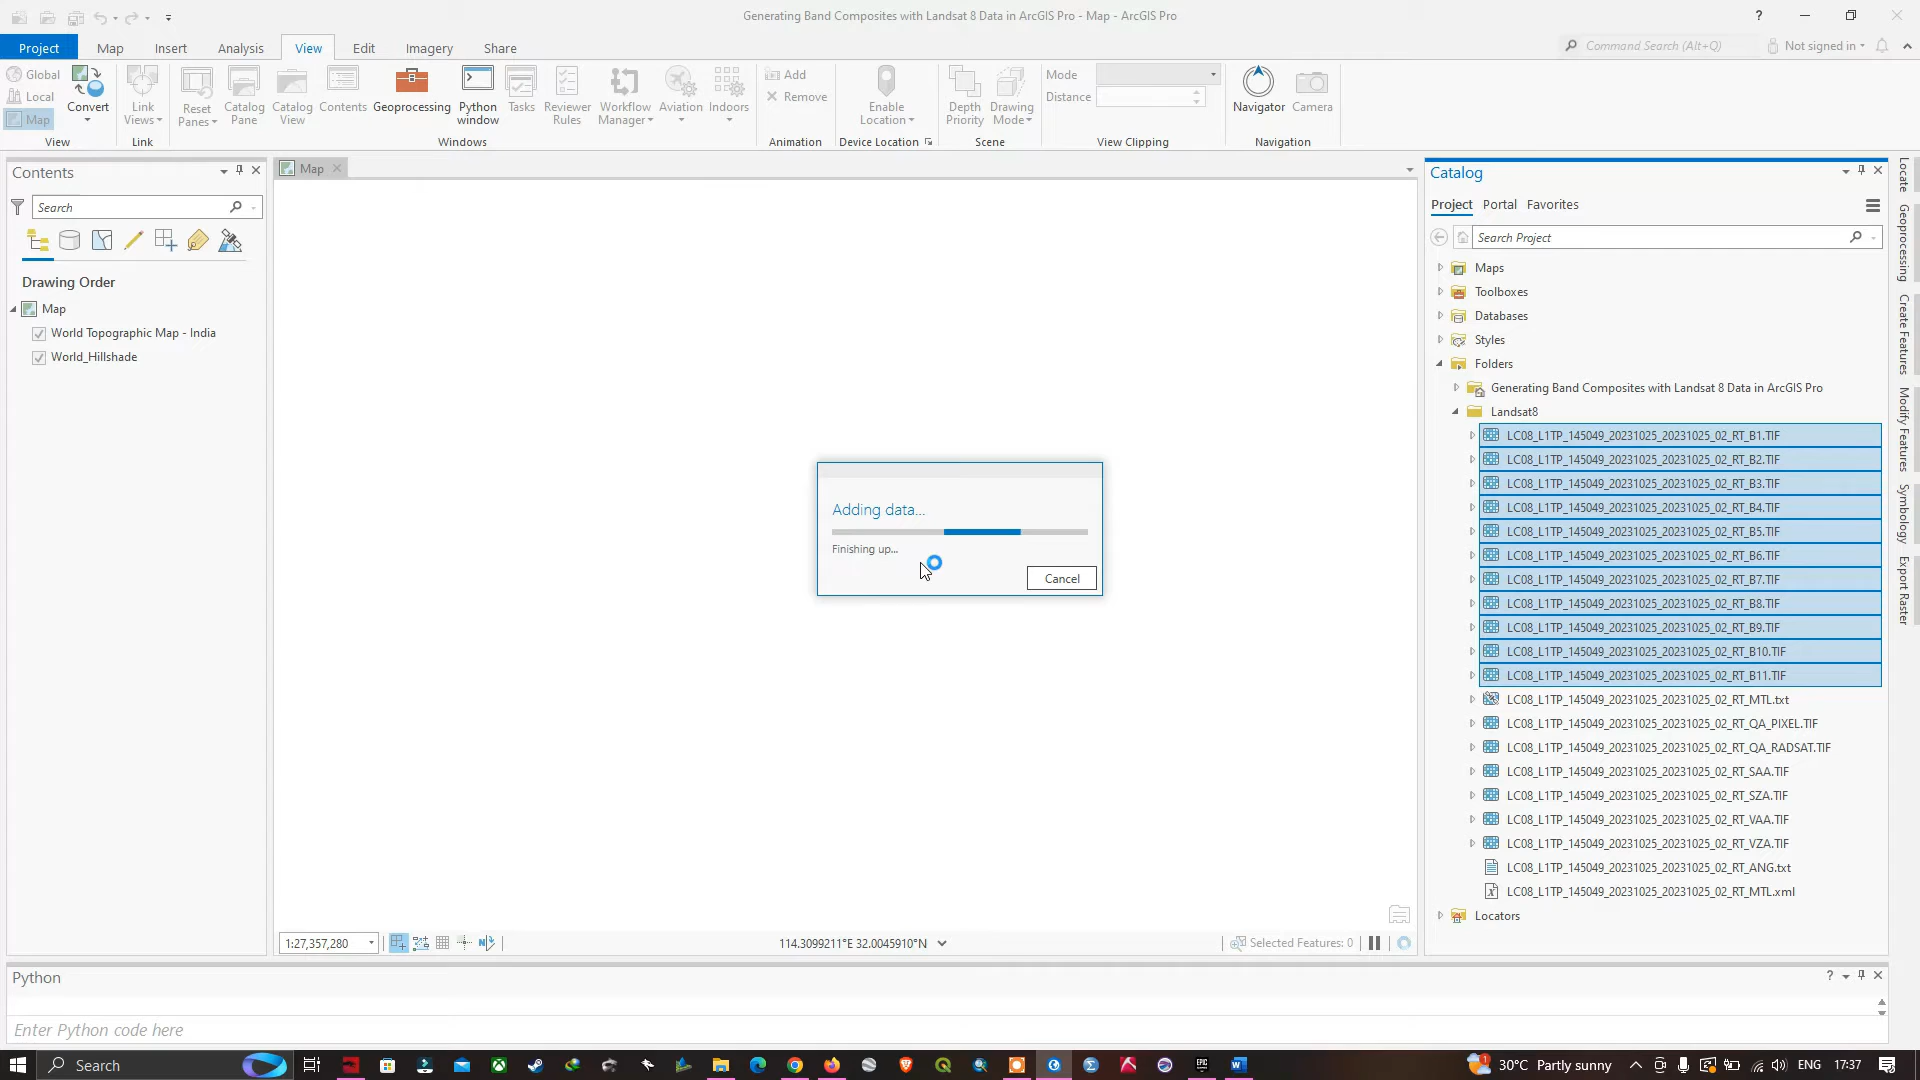 Generating Band Composites with Landsat 8 Data in ArcGIS Pro - Map - ArcGIS Pro
?
Project Map Insert Analysis View Edit Imagery Share
Command Search (Alt+Q) Not signed in
Global
Local
Map
Convert
Link Views
Reset Panes
Catalog Pane
Catalog View
Contents
Geoprocessing
Python window
Tasks
Reviewer Rules
Workflow Manager
Aviation
Indoors
Add
Remove
Enable Location
Depth Priority
Drawing Mode
Mode
Distance
Navigator
Camera
View Link Windows Animation Device Location Scene View Clipping Navigation
Contents
Search
Drawing Order
Map
World Topographic Map - India
World_Hillshade
Map
Adding data...
Finishing up...
Cancel
1:27,357,280
114.3099211°E 32.0045910°N
Selected Features: 0
Catalog
Project Portal Favorites
Search Project
Maps
Toolboxes
Databases
Styles
Folders
Generating Band Composites with Landsat 8 Data in ArcGIS Pro
Landsat8
LC08_L1TP_145049_20231025_20231025_02_RT_B1.TIF
LC08_L1TP_145049_20231025_20231025_02_RT_B2.TIF
LC08_L1TP_145049_20231025_20231025_02_RT_B3.TIF
LC08_L1TP_145049_20231025_20231025_02_RT_B4.TIF
LC08_L1TP_145049_20231025_20231025_02_RT_B5.TIF
LC08_L1TP_145049_20231025_20231025_02_RT_B6.TIF
LC08_L1TP_145049_20231025_20231025_02_RT_B7.TIF
LC08_L1TP_145049_20231025_20231025_02_RT_B8.TIF
LC08_L1TP_145049_20231025_20231025_02_RT_B9.TIF
LC08_L1TP_145049_20231025_20231025_02_RT_B10.TIF
LC08_L1TP_145049_20231025_20231025_02_RT_B11.TIF
LC08_L1TP_145049_20231025_20231025_02_RT_MTL.txt
LC08_L1TP_145049_20231025_20231025_02_RT_QA_PIXEL.TIF
LC08_L1TP_145049_20231025_20231025_02_RT_QA_RADSAT.TIF
LC08_L1TP_145049_20231025_20231025_02_RT_SAA.TIF
LC08_L1TP_145049_20231025_20231025_02_RT_SZA.TIF
LC08_L1TP_145049_20231025_20231025_02_RT_VAA.TIF
LC08_L1TP_145049_20231025_20231025_02_RT_VZA.TIF
LC08_L1TP_145049_20231025_20231025_02_RT_ANG.txt
LC08_L1TP_145049_20231025_20231025_02_RT_MTL.xml
Locators
Locate
Geoprocessing
Create Features
Modify Features
Symbology
Export Raster
Python
?
Enter Python code here
Search
30°C Partly sunny
ENG
17:37